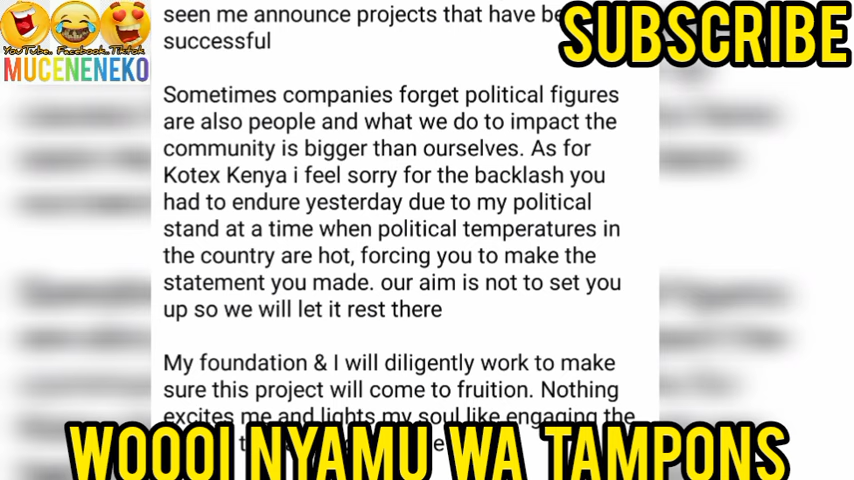 seen me announce projects that have be
successful
SUBSCRIBE
YouTube. Facebook. Tiktok
MUCENENEKO
Sometimes companies forget political figures
are also people and what we do to impact the
community is bigger than ourselves. As for
Kotex Kenya i feel sorry for the backlash you
had to endure yesterday due to my political
stand at a time when political temperatures in
the country are hot, forcing you to make the
statement you made. our aim is not to set you
up so we will let it rest there
My foundation & I will diligently work to make
sure this project will come to fruition. Nothing
excites me and lights my soul like engaging the
WOOOI NYAMU WA TAMPONS